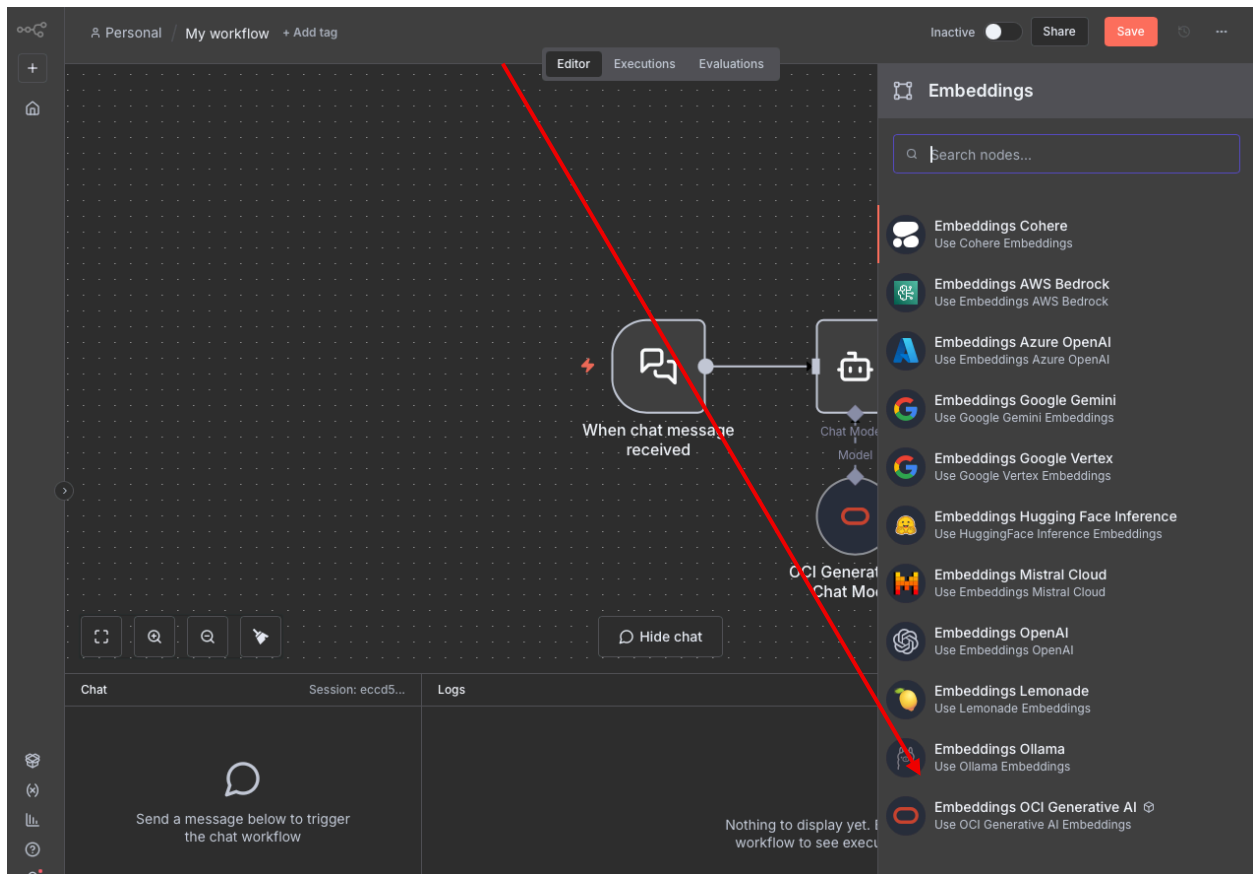 Personal / My workflow + Add tag
Inactive Share Save
Editor Executions Evaluations
Embeddings
Search nodes...
Embeddings Cohere
Use Cohere Embeddings
Embeddings AWS Bedrock
Use Embeddings AWS Bedrock
Embeddings Azure OpenAI
Use Embeddings Azure OpenAI
Embeddings Google Gemini
Use Google Gemini Embeddings
Embeddings Google Vertex
Use Google Vertex Embeddings
Embeddings Hugging Face Inference
Use HuggingFace Inference Embeddings
Embeddings Mistral Cloud
Use Embeddings Mistral Cloud
Embeddings OpenAI
Use Embeddings OpenAI
Embeddings Lemonade
Use Lemonade Embeddings
Embeddings Ollama
Use Ollama Embeddings
Embeddings OCI Generative AI
Use OCI Generative AI Embeddings
When chat message
received
Chat Mode
Model
OCI Generat
Chat Mo
Hide chat
Chat
Session: eccd5...
Logs
Send a message below to trigger
the chat workflow
Nothing to display yet.
workflow to see execu